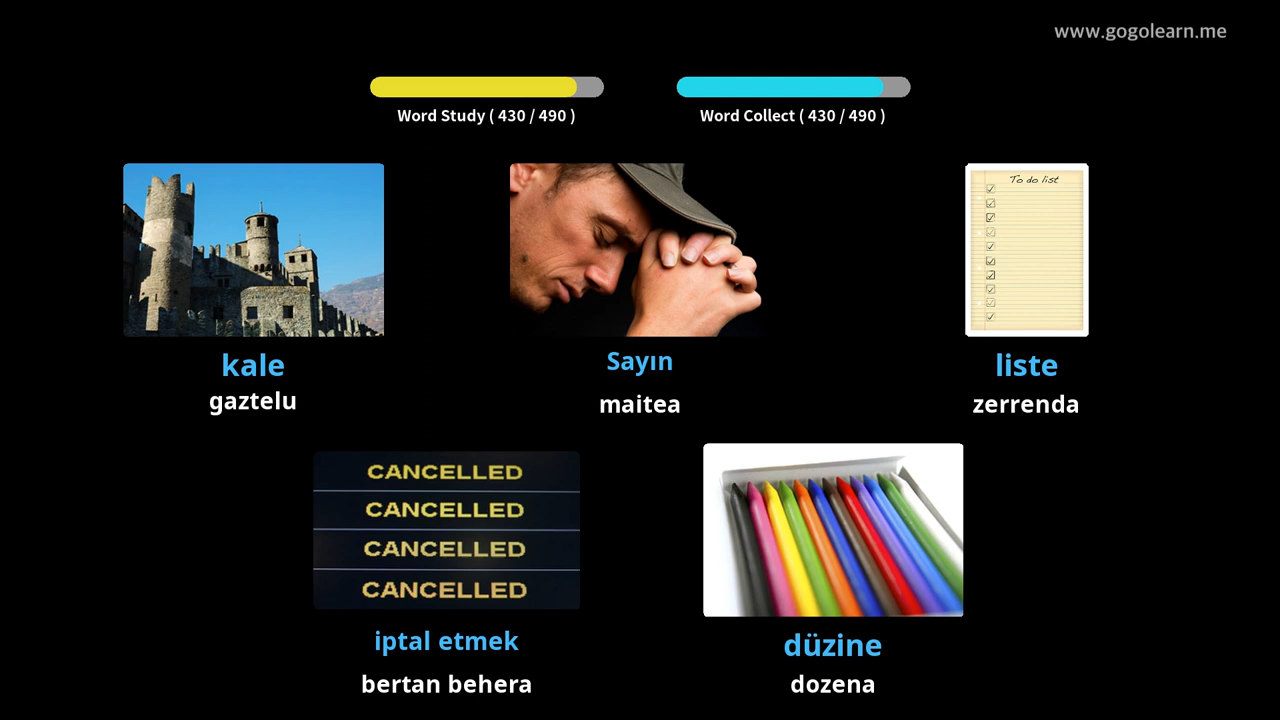 www.gogolearn.me
Word Study ( 430 / 490 )
Word Collect ( 430 / 490 )
To do list
kale
gaztelu
Sayın
maitea
liste
zerrenda
CANCELLED
CANCELLED
CANCELLED
CANCELLED
iptal etmek
bertan behera
düzine
dozena